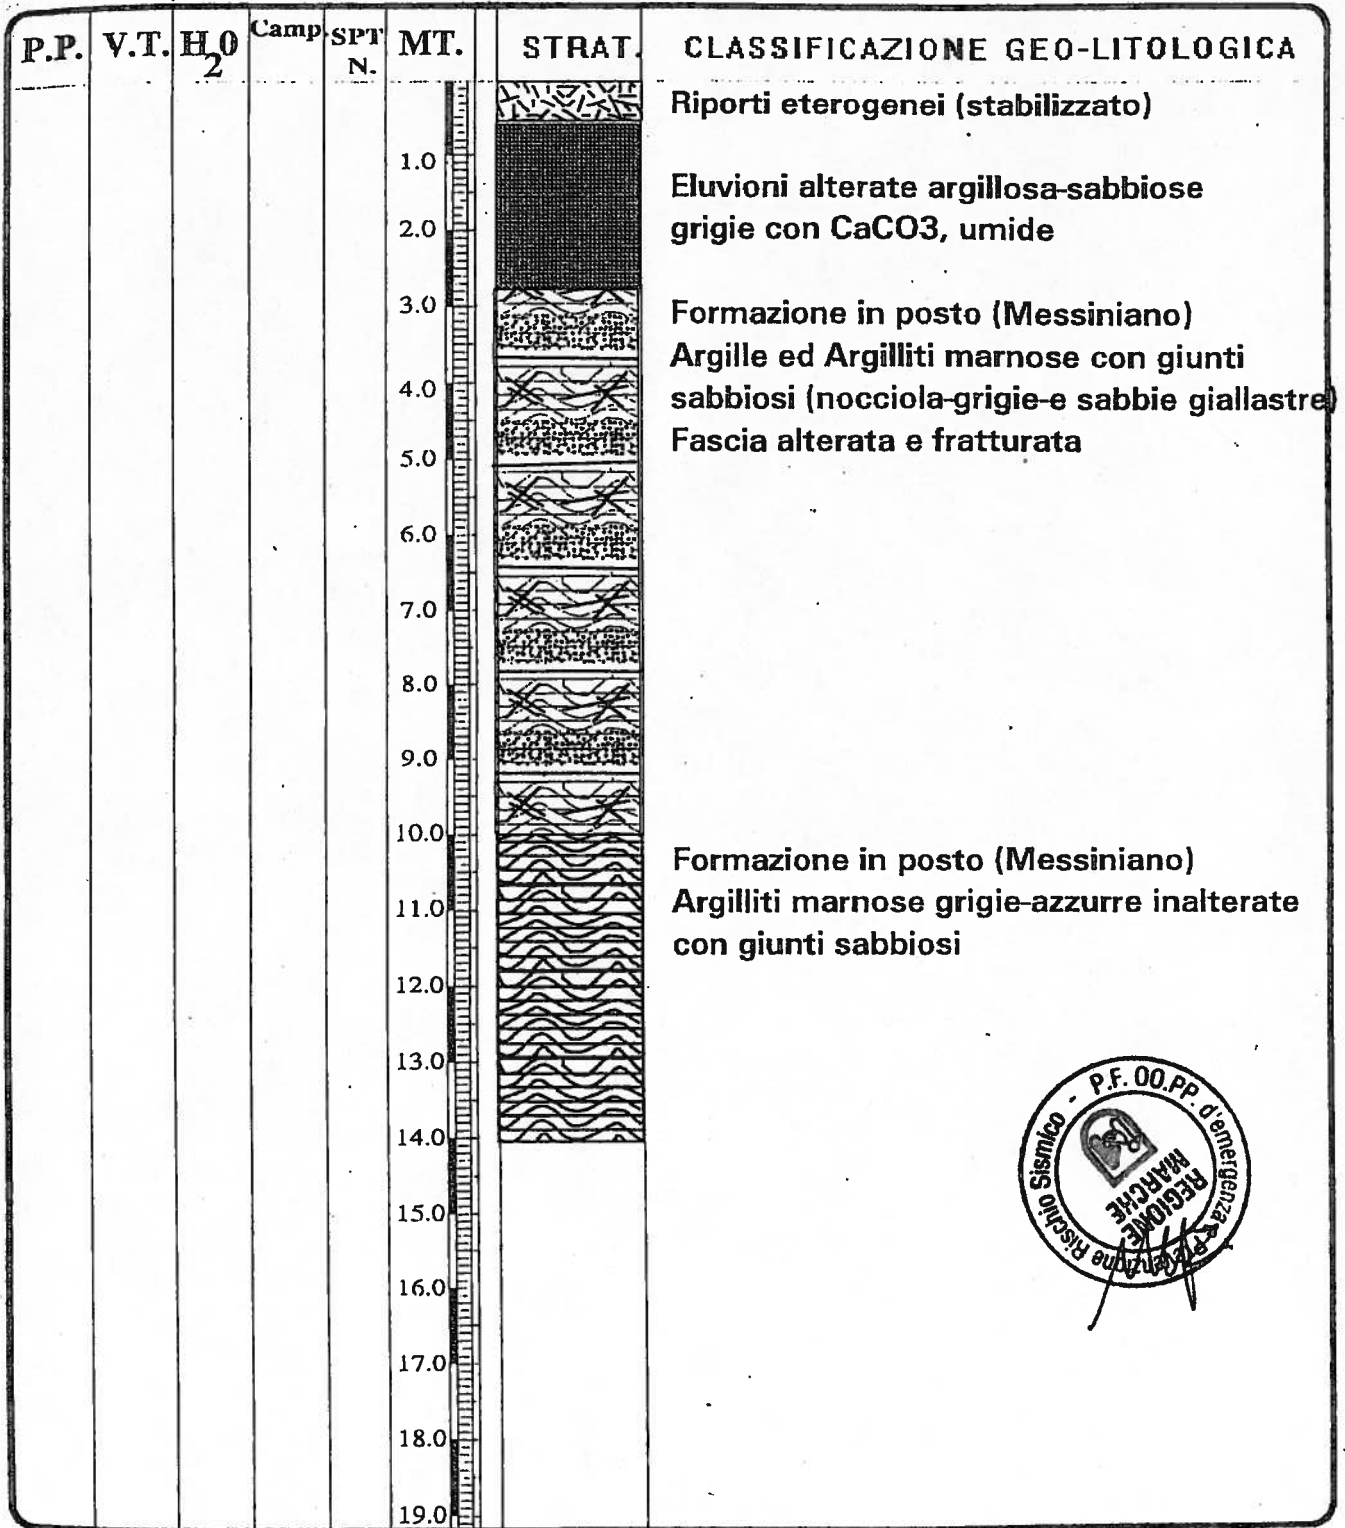 P.P. V.T. H2O Camp. SPT N. MT. STRAT. CLASSIFICAZIONE GEO-LITOLOGICA
Riporti eterogenei (stabilizzato)
1.0
Eluvioni alterate argillosa-sabbiose
2.0 grigie con CaCO3, umide
3.0 Formazione in posto (Messiniano)
Argille ed Argilliti marnose con giunti
4.0 sabbiosi (nocciola-grigie-e sabbie giallastre)
Fascia alterata e fratturata
5.0
6.0
7.0
8.0
9.0
10.0
Formazione in posto (Messiniano)
11.0 Argilliti marnose grigie-azzurre inalterate
con giunti sabbiosi
12.0
13.0
14.0
15.0
16.0
17.0
18.0
19.0
P.F. OO.PP. d'emergenza e Prevenzione Rischio Sismico -
REGIONE
MARCHE